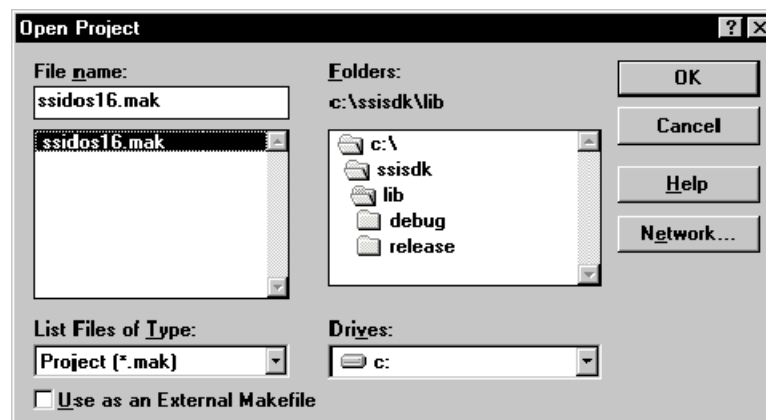 Open Project
File name:
ssidos16.mak
ssidos16.mak
List Files of Type:
Project (*.mak)
Use as an External Makefile
Folders:
c:\ssisdk\lib
c:\
ssisdk
lib
debug
release
Drives:
c:
OK
Cancel
Help
Network...